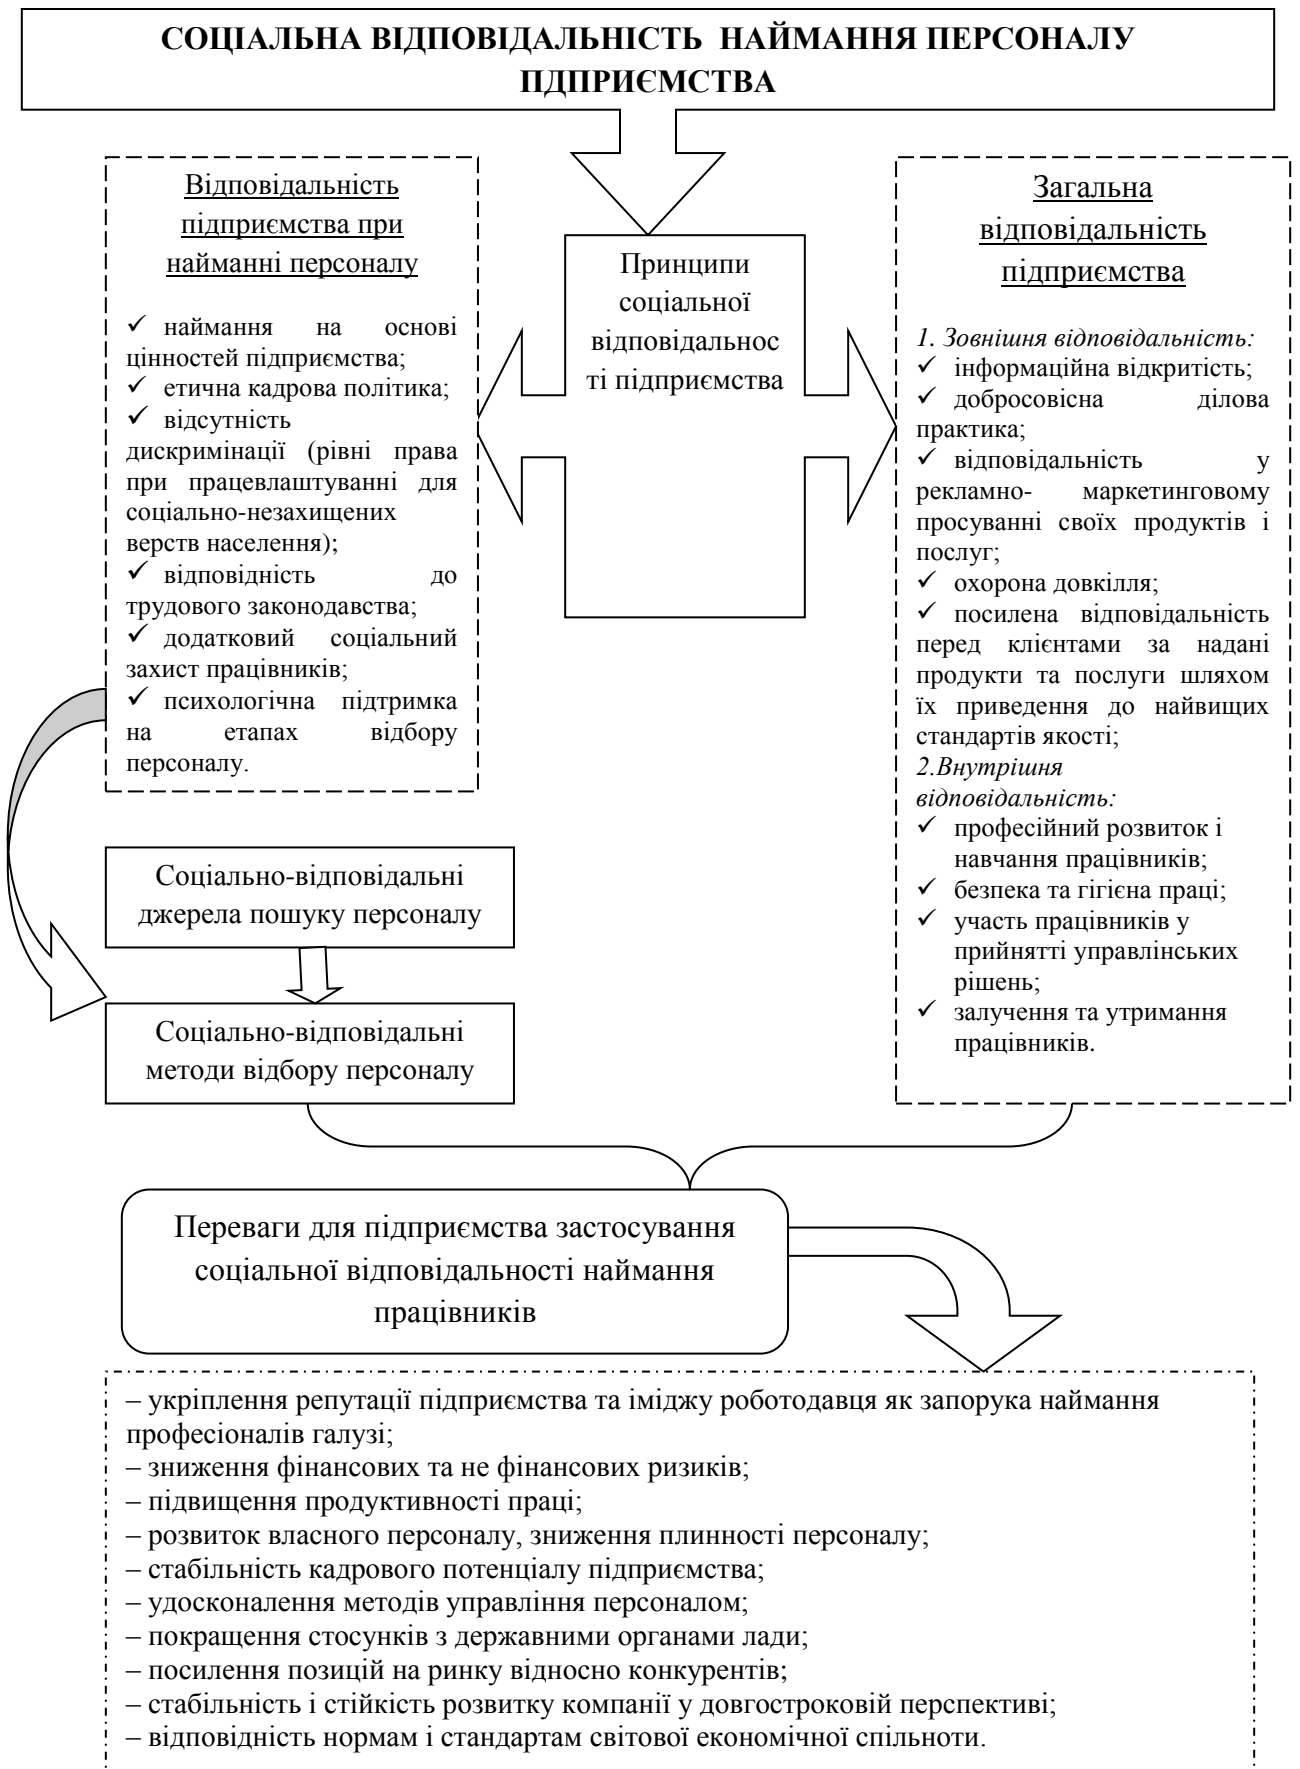 СОЦІАЛЬНА ВІДПОВІДАЛЬНІСТЬ НАЙМАННЯ ПЕРСОНАЛУ
ПДПРИЄМСТВА
Відповідальність
підприємства при
найманні персоналу
✓ наймання на основі
цінностей підприємства;
✓ етична кадрова політика;
✓ відсутність
дискримінації (рівні права
при працевлаштуванні для
соціально-незахищених
верств населення);
✓ відповідність до
трудового законодавства;
✓ додатковий соціальний
захист працівників;
✓ психологічна підтримка
на етапах відбору
персоналу.
Принципи
соціальної
відповідальнос
ті підприємства
Загальна
відповідальність
підприємства
1. Зовнішня відповідальність:
✓ інформаційна відкритість;
✓ добросовісна ділова
практика;
✓ відповідальність у
рекламно- маркетинговому
просуванні своїх продуктів і
послуг;
✓ охорона довкілля;
✓ посилена відповідальність
перед клієнтами за надані
продукти та послуги шляхом
їх приведення до найвищих
стандартів якості;
2.Внутрішня
відповідальність:
✓ професійний розвиток і
навчання працівників;
✓ безпека та гігієна праці;
✓ участь працівників у
прийнятті управлінських
рішень;
✓ залучення та утримання
працівників.
Соціально-відповідальні
джерела пошуку персоналу
Соціально-відповідальні
методи відбору персоналу
Переваги для підприємства застосування
соціальної відповідальності наймання
працівників
– укріплення репутації підприємства та іміджу роботодавця як запорука наймання
професіоналів галузі;
– зниження фінансових та не фінансових ризиків;
– підвищення продуктивності праці;
– розвиток власного персоналу, зниження плинності персоналу;
– стабільність кадрового потенціалу підприємства;
– удосконалення методів управління персоналом;
– покращення стосунків з державними органами лади;
– посилення позицій на ринку відносно конкурентів;
– стабільність і стійкість розвитку компанії у довгостроковій перспективі;
– відповідність нормам і стандартам світової економічної спільноти.